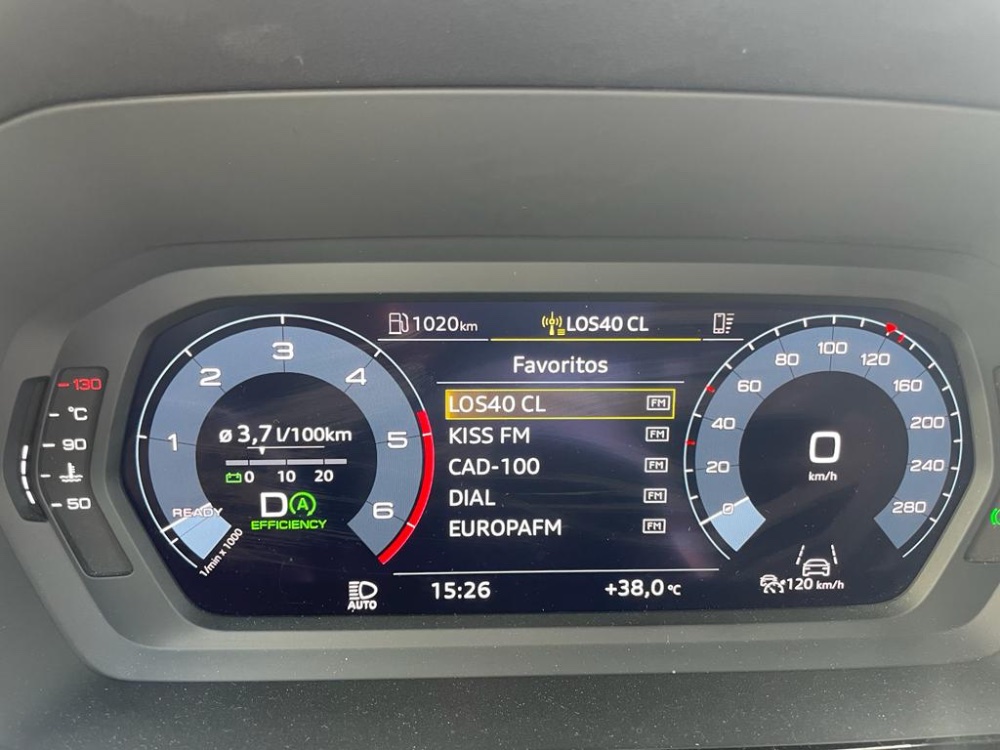 1020 km
LOS40 CL
Favoritos
LOS40 CL FM
KISS FM FM
CAD-100 FM
DIAL FM
EUROPAFM FM
15:26
+38,0 °C
130
°C
90
50
1
2
3
4
5
6
READY
1/min x 1000
ø 3,7 l/100km
0 10 20
D A
EFFICIENCY
AUTO
0
20
40
60
80
100
120
160
200
240
280
0
km/h
120 km/h